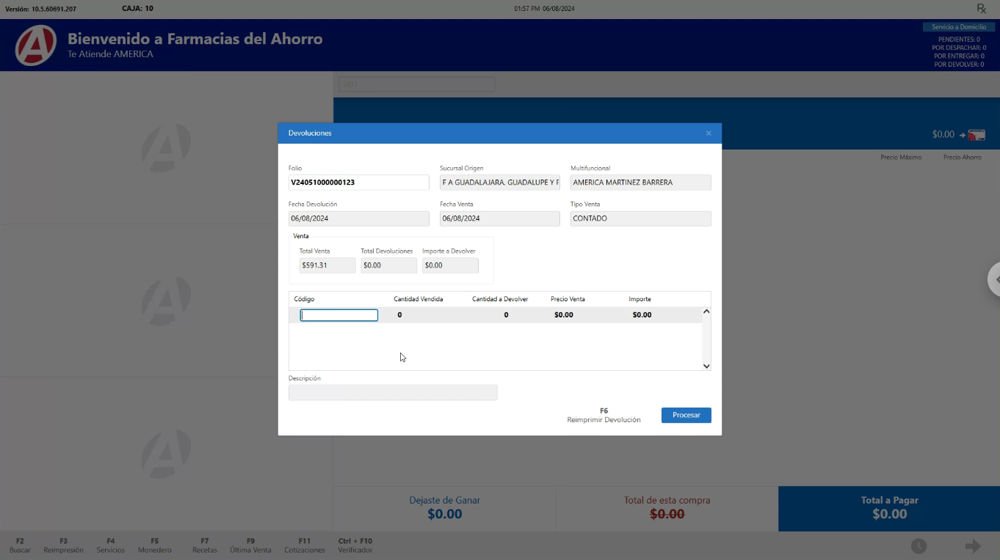 Versión: 10.5.60691.207
CAJA: 10
01:57 PM 06/08/2024
Rx
A
Bienvenido a Farmacias del Ahorro
Te Atiende AMERICA
Servicio a Domicilio
PENDIENTES: 0
POR DESPACHAR: 0
POR ENTREGAR: 0
POR DEVOLVER: 0
SKU
$0.00
Precio Máximo Precio Ahorro
Devoluciones
Folio Sucursal Origen Multifuncional
V24051000000123 F A GUADALAJARA, GUADALUPE Y F AMERICA MARTINEZ BARRERA
Fecha Devolución Fecha Venta Tipo Venta
06/08/2024 06/08/2024 CONTADO
Venta
Total Venta Total Devoluciones Importe a Devolver
$591.31 $0.00 $0.00
Código Cantidad Vendida Cantidad a Devolver Precio Venta Importe
0 0 $0.00 $0.00
Descripción
F6
Reimprimir Devolución
Procesar
Dejaste de Ganar
$0.00
Total de esta compra
$0.00
Total a Pagar
$0.00
F2 F3 F4 F5 F7 F9 F11 Ctrl + F10
Buscar Reimpresión Servicios Monedero Recetas Última Venta Cotizaciones Verificador